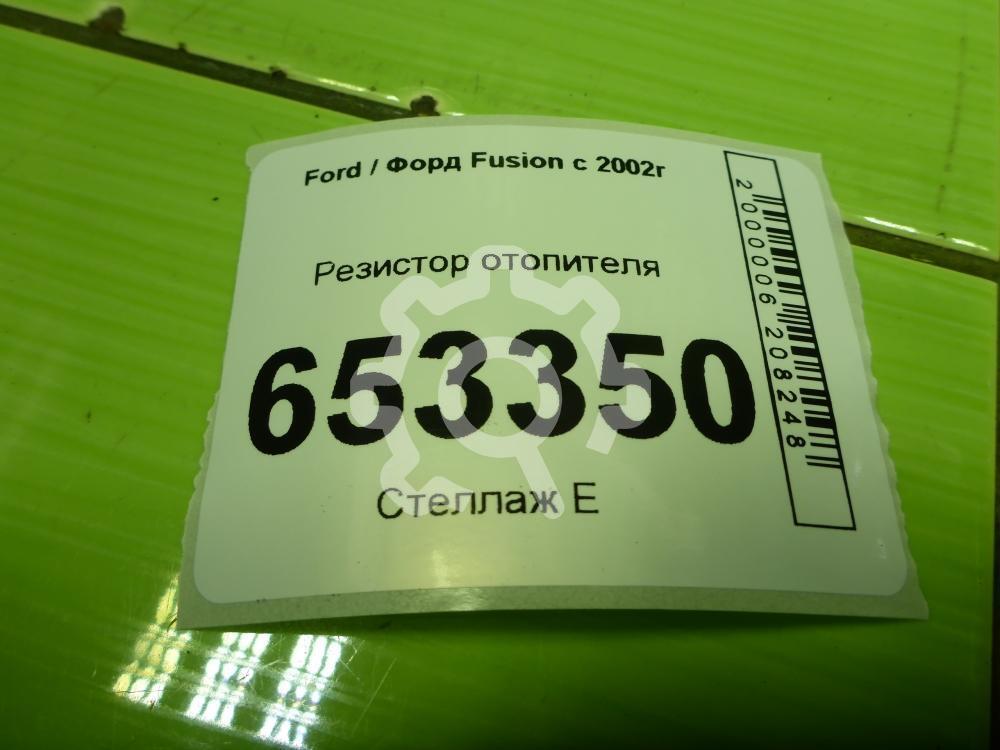 Ford / Форд Fusion с 2002г
Резистор отопителя
653350
Стеллаж Е
2000006208248